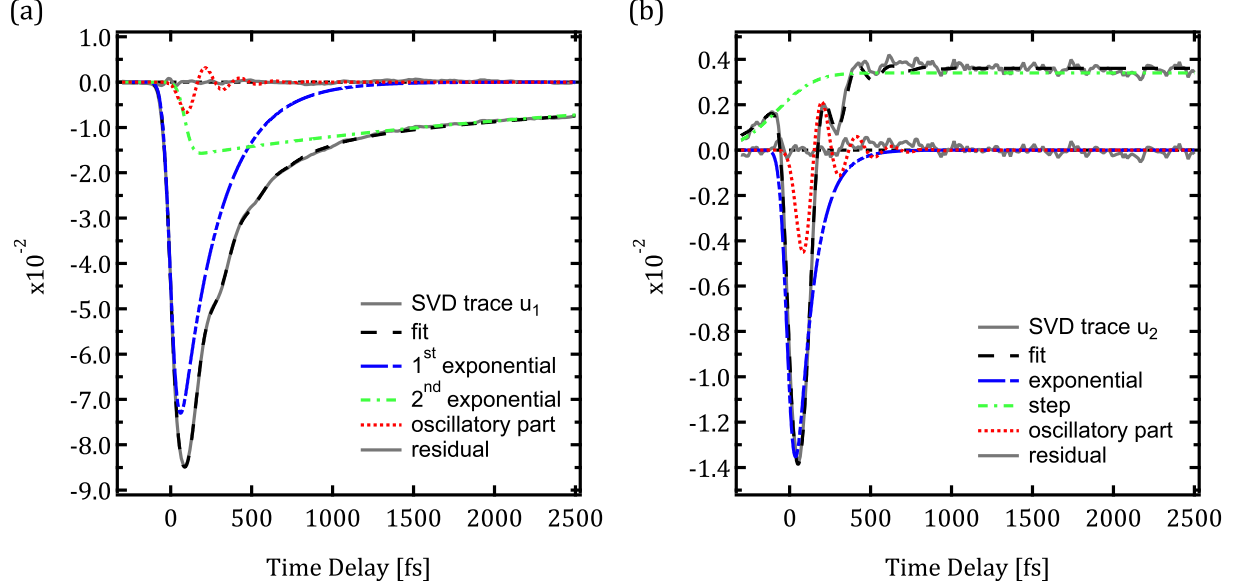 (a)
1.0
0.0
-1.0
-2.0
-3.0
-4.0
-5.0
-6.0
-7.0
-8.0
-9.0
x10-2
0 500 1000 1500 2000 2500
Time Delay [fs]
SVD trace u1
fit
1st exponential
2nd exponential
oscillatory part
residual
(b)
0.4
0.2
0.0
-0.2
-0.4
-0.6
-0.8
-1.0
-1.2
-1.4
x10-2
0 500 1000 1500 2000 2500
Time Delay [fs]
SVD trace u2
fit
exponential
step
oscillatory part
residual